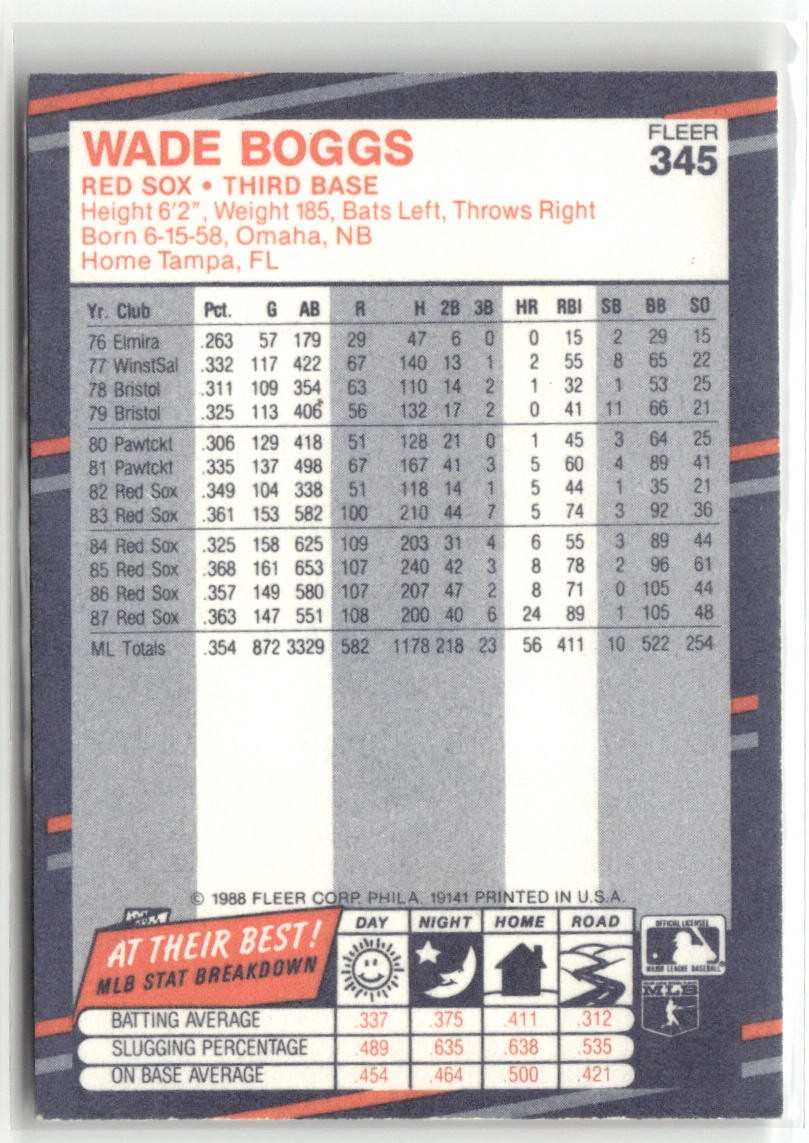 WADE BOGGS
FLEER
345
RED SOX • THIRD BASE
Height 6'2", Weight 185, Bats Left, Throws Right
Born 6-15-58, Omaha, NB
Home Tampa, FL
Yr. Club Pct. G AB R H 2B 3B HR RBI SB BB SO
76 Elmira .263 57 179 29 47 6 0 0 15 2 29 15
77 WinstSal .332 117 422 67 140 13 1 2 55 8 65 22
78 Bristol .311 109 354 63 110 14 2 1 32 1 53 25
79 Bristol .325 113 406 56 132 17 2 0 41 11 66 21
80 Pawtckt .306 129 418 51 128 21 0 1 45 3 64 25
81 Pawtckt .335 137 498 67 167 41 3 5 60 4 89 41
82 Red Sox .349 104 338 51 118 14 1 5 44 1 35 21
83 Red Sox .361 153 582 100 210 44 7 5 74 3 92 36
84 Red Sox .325 158 625 109 203 31 4 6 55 3 89 44
85 Red Sox .368 161 653 107 240 42 3 8 78 2 96 61
86 Red Sox .357 149 580 107 207 47 2 8 71 0 105 44
87 Red Sox .363 147 551 108 200 40 6 24 89 1 105 48
ML Totals .354 872 3329 582 1178 218 23 56 411 10 522 254
© 1988 FLEER CORP. PHILA. 19141 PRINTED IN U.S.A.
AT THEIR BEST!
MLB STAT BREAKDOWN
DAY NIGHT HOME ROAD
OFFICIAL LICENSEE
MAJOR LEAGUE BASEBALL
MLB
BATTING AVERAGE .337 .375 .411 .312
SLUGGING PERCENTAGE .489 .635 .638 .535
ON BASE AVERAGE .454 .464 .500 .421